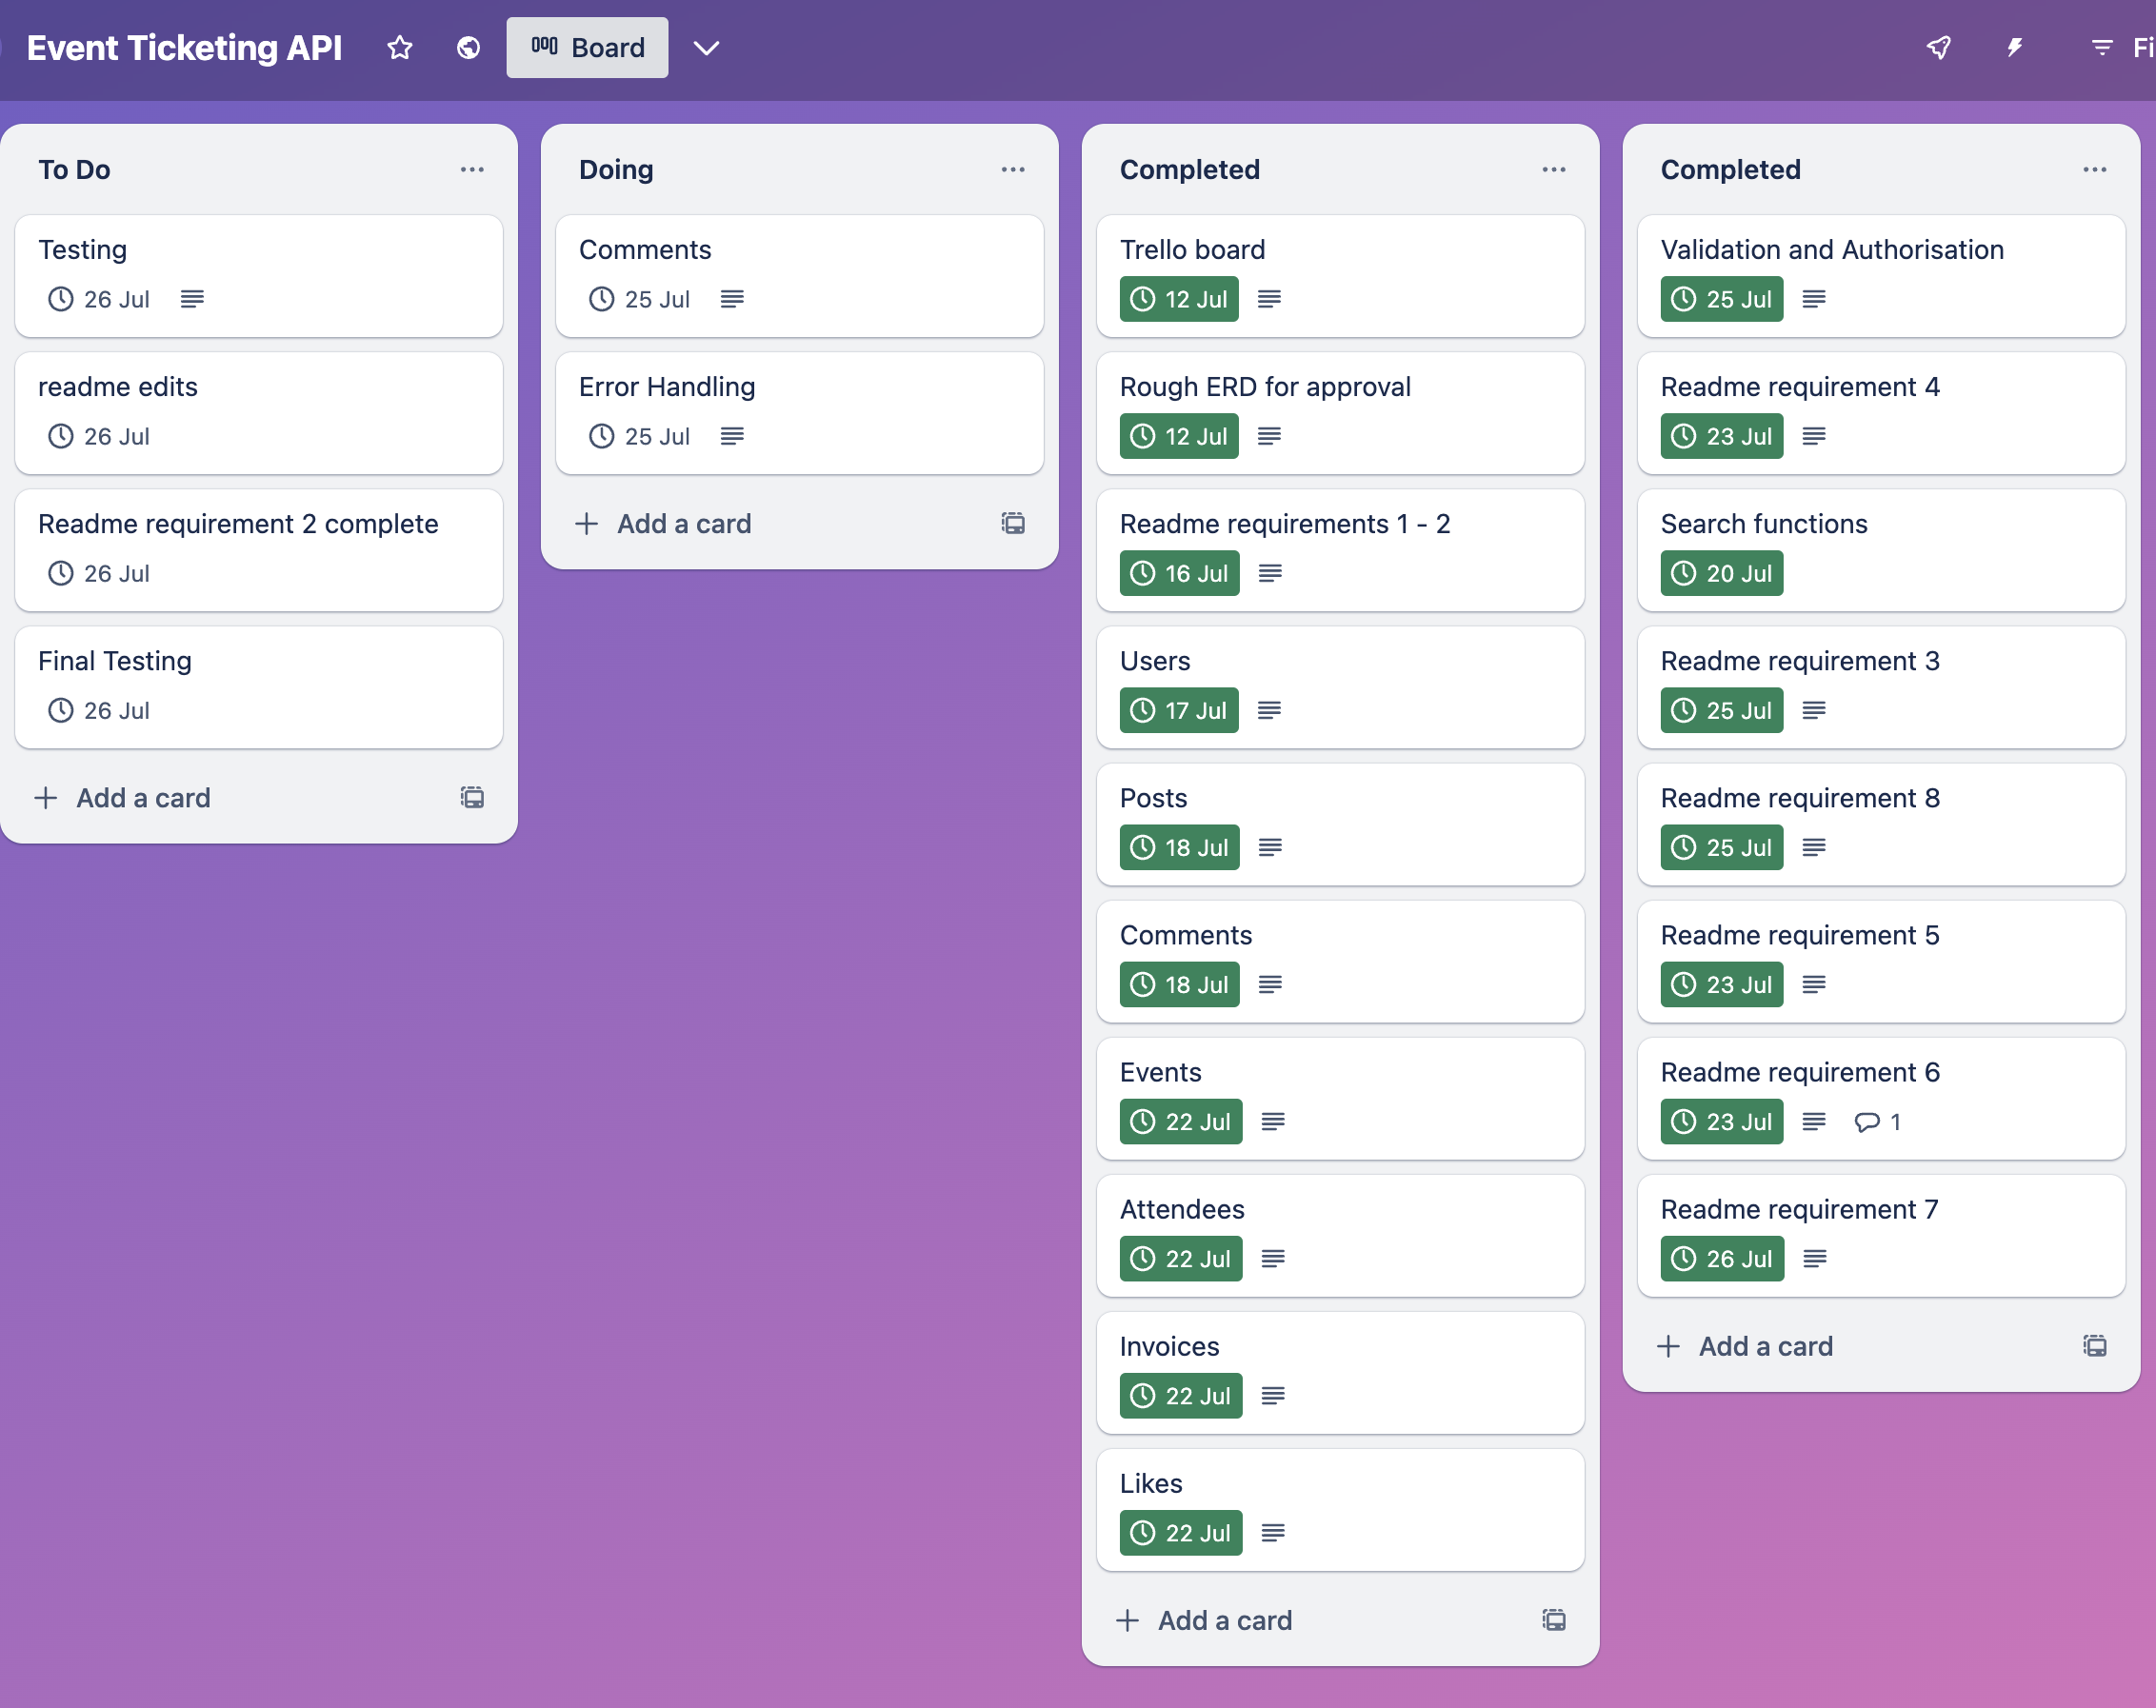 Event Ticketing API
Board
Fi
To Do
Testing
26 Jul
readme edits
26 Jul
Readme requirement 2 complete
26 Jul
Final Testing
26 Jul
Add a card
Doing
Comments
25 Jul
Error Handling
25 Jul
Add a card
Completed
Trello board
12 Jul
Rough ERD for approval
12 Jul
Readme requirements 1 - 2
16 Jul
Users
17 Jul
Posts
18 Jul
Comments
18 Jul
Events
22 Jul
Attendees
22 Jul
Invoices
22 Jul
Likes
22 Jul
Add a card
Completed
Validation and Authorisation
25 Jul
Readme requirement 4
23 Jul
Search functions
20 Jul
Readme requirement 3
25 Jul
Readme requirement 8
25 Jul
Readme requirement 5
23 Jul
Readme requirement 6
23 Jul 1
Readme requirement 7
26 Jul
Add a card